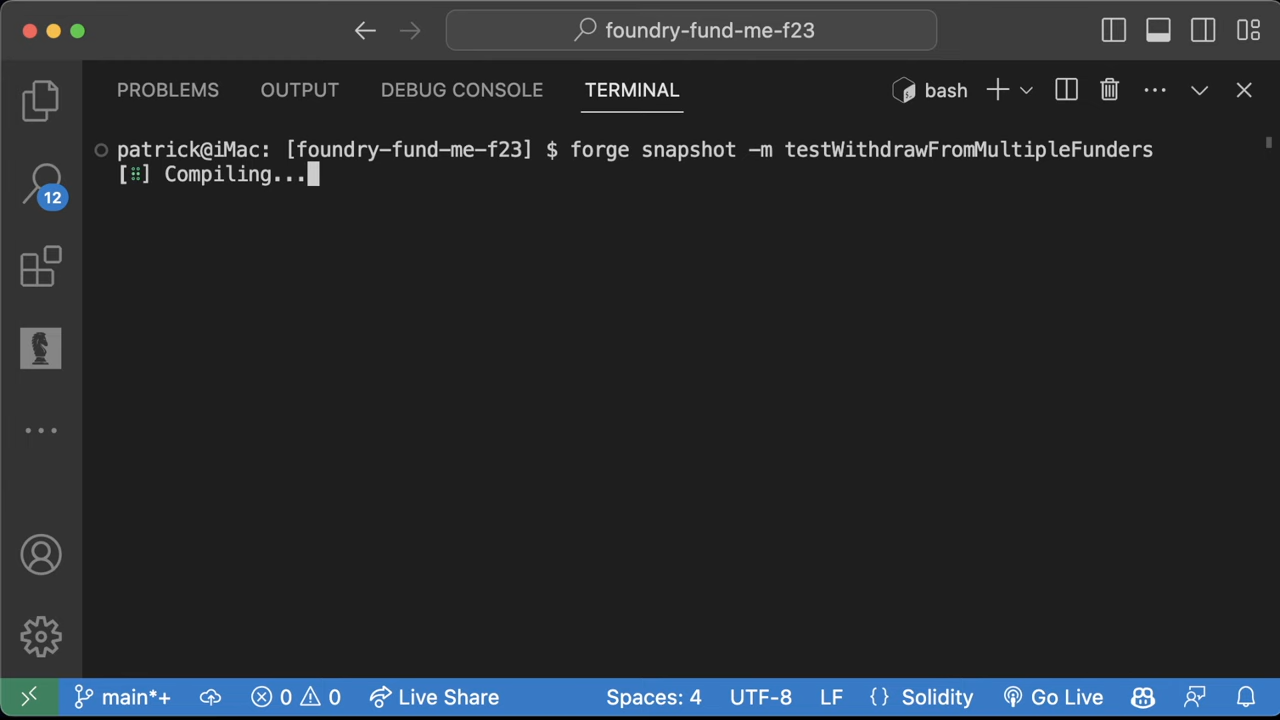 foundry-fund-me-f23
PROBLEMS OUTPUT DEBUG CONSOLE TERMINAL bash
patrick@iMac: [foundry-fund-me-f23] $ forge snapshot -m testWithdrawFromMultipleFunders
[⠿] Compiling...
12
main*+ 0 0 Live Share Spaces: 4 UTF-8 LF {} Solidity Go Live